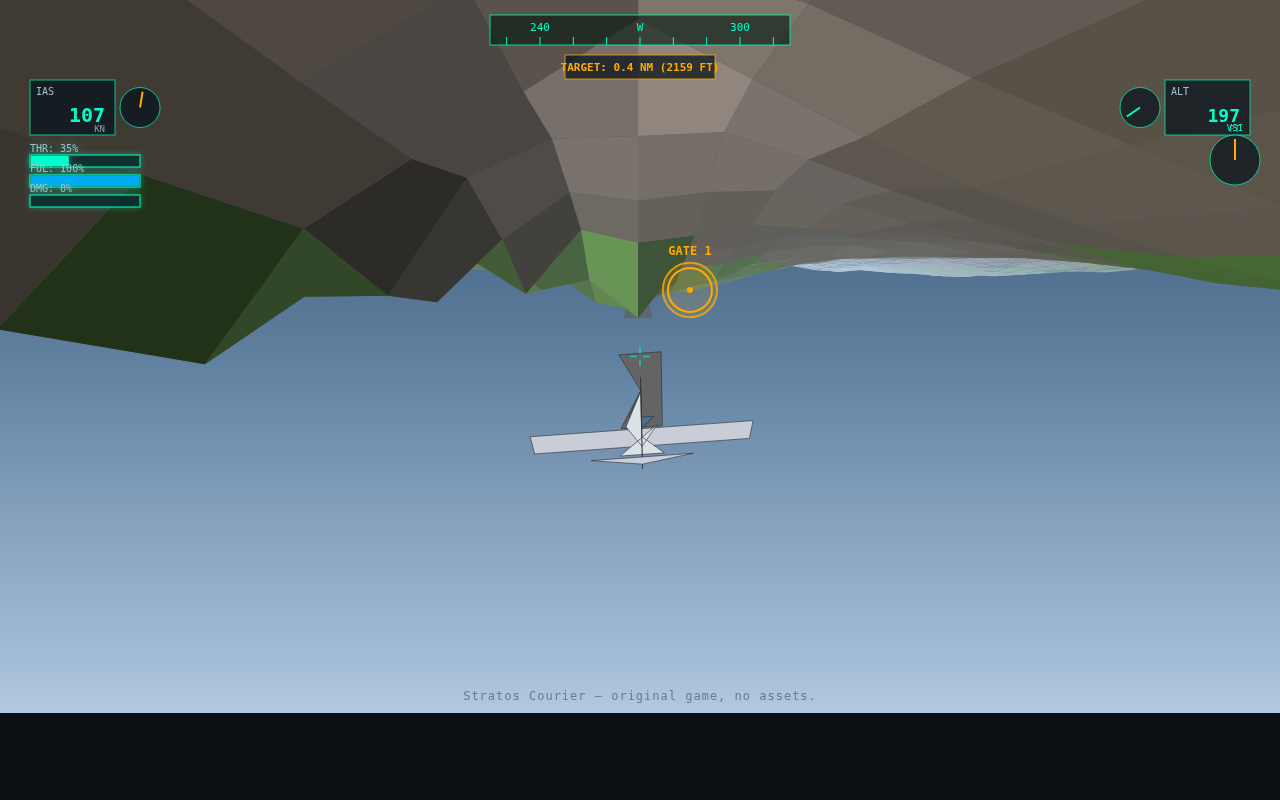 240 W 300
TARGET: 0.4 NM (2159 FT)
IAS
107
KN
THR: 35%
FUL: 100%
DMG: 0%
ALT
197
VSI
GATE 1
Stratos Courier — original game, no assets.